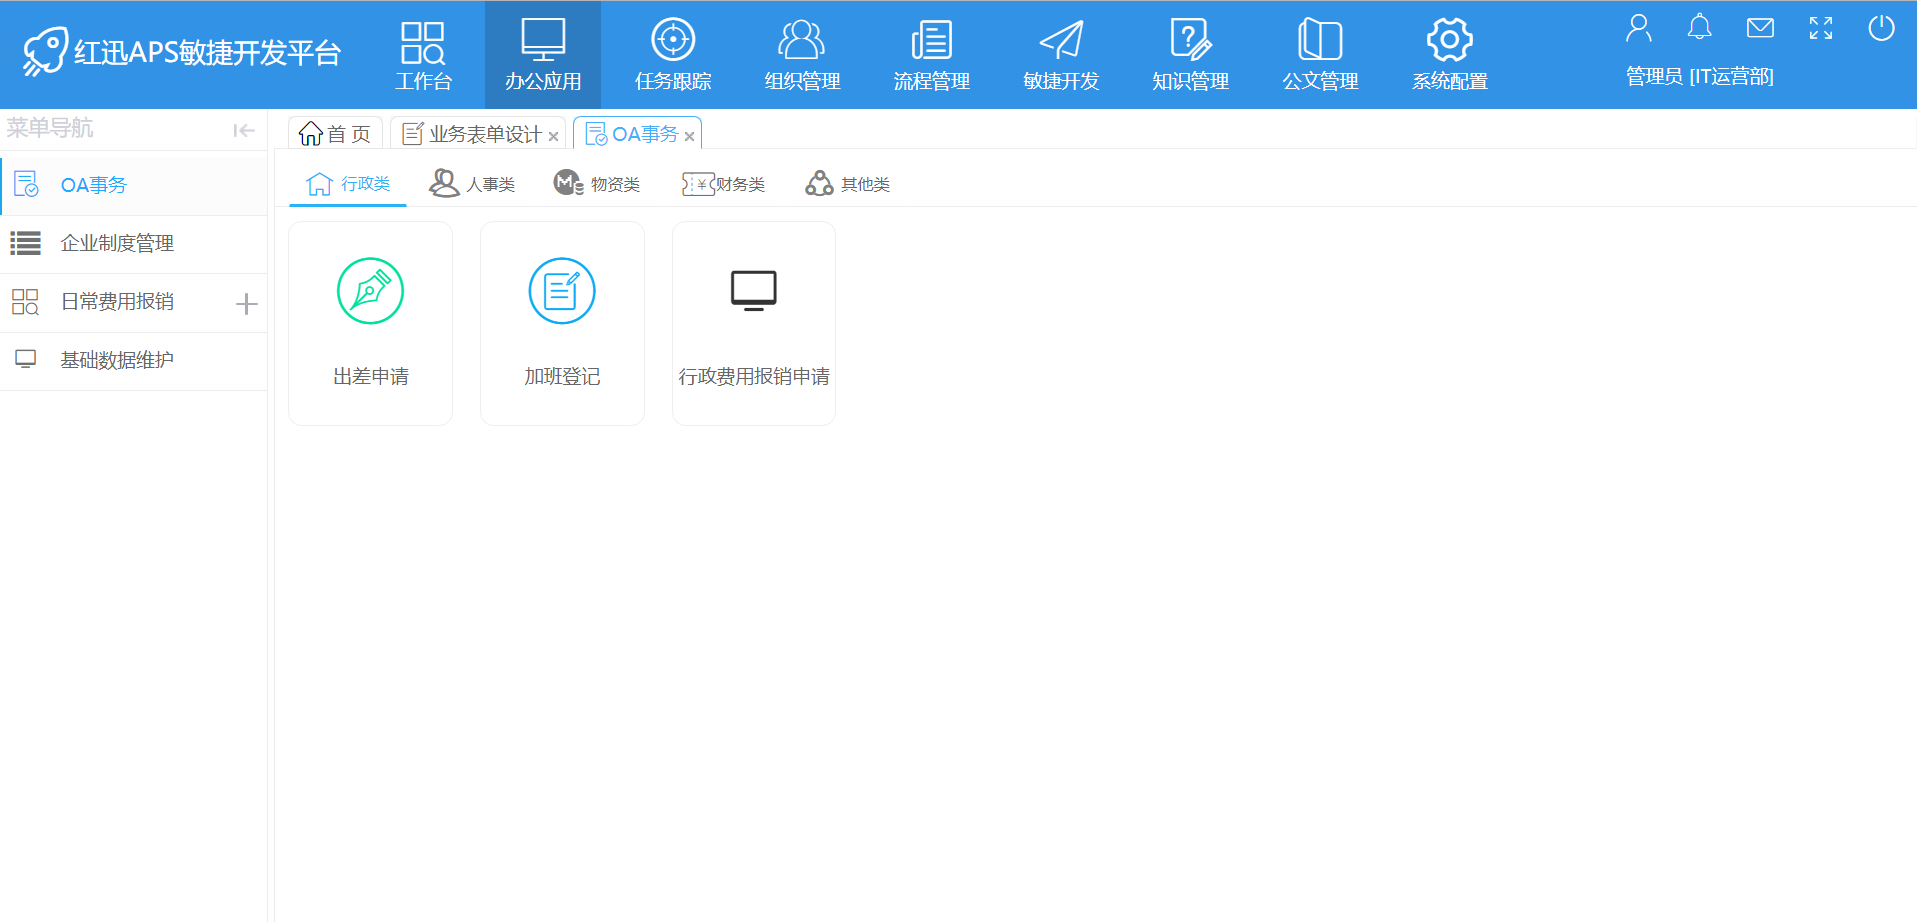 红迅APS敏捷开发平台
工作台
办公应用
任务跟踪
组织管理
流程管理
敏捷开发
知识管理
公文管理
系统配置
管理员 [IT运营部]
菜单导航
OA事务
企业制度管理
日常费用报销
基础数据维护
首 页
业务表单设计
OA事务
行政类
人事类
物资类
财务类
其他类
出差申请
加班登记
行政费用报销申请